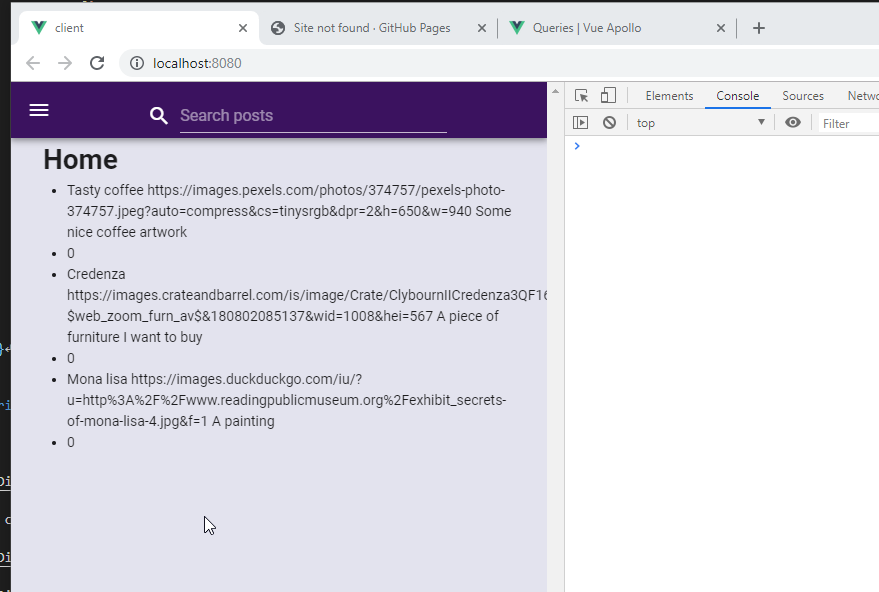 client
Site not found · GitHub Pages
Queries | Vue Apollo
localhost:8080
Search posts
Elements
Console
Sources
top
Filter
Home
Tasty coffee https://images.pexels.com/photos/374757/pexels-photo-
374757.jpeg?auto=compress&cs=tinysrgb&dpr=2&h=650&w=940 Some
nice coffee artwork
0
Credenza
https://images.crateandbarrel.com/is/image/Crate/ClybournIICredenza3QF16
$web_zoom_furn_av$&180802085137&wid=1008&hei=567 A piece of
furniture I want to buy
0
Mona lisa https://images.duckduckgo.com/iu/?
u=http%3A%2F%2Fwww.readingpublicmuseum.org%2Fexhibit_secrets-
of-mona-lisa-4.jpg&f=1 A painting
0